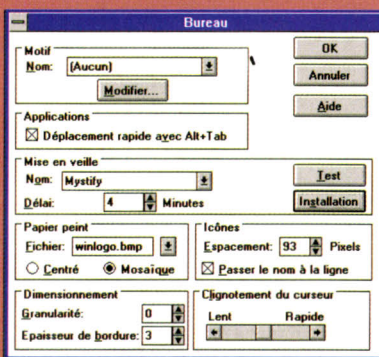 Bureau
Motif
Nom: (Aucun)
Modifier...
OK
Annuler
Aide
Applications
Déplacement rapide avec Alt+Tab
Mise en veille
Nom: Mystify
Délai: 4 Minutes
Test
Installation
Papier peint
Fichier: winlogo.bmp
Centré Mosaïque
Icônes
Espacement: 93 Pixels
Passer le nom à la ligne
Dimensionnement
Granularité: 0
Epaisseur de bordure: 3
Clignotement du curseur
Lent Rapide